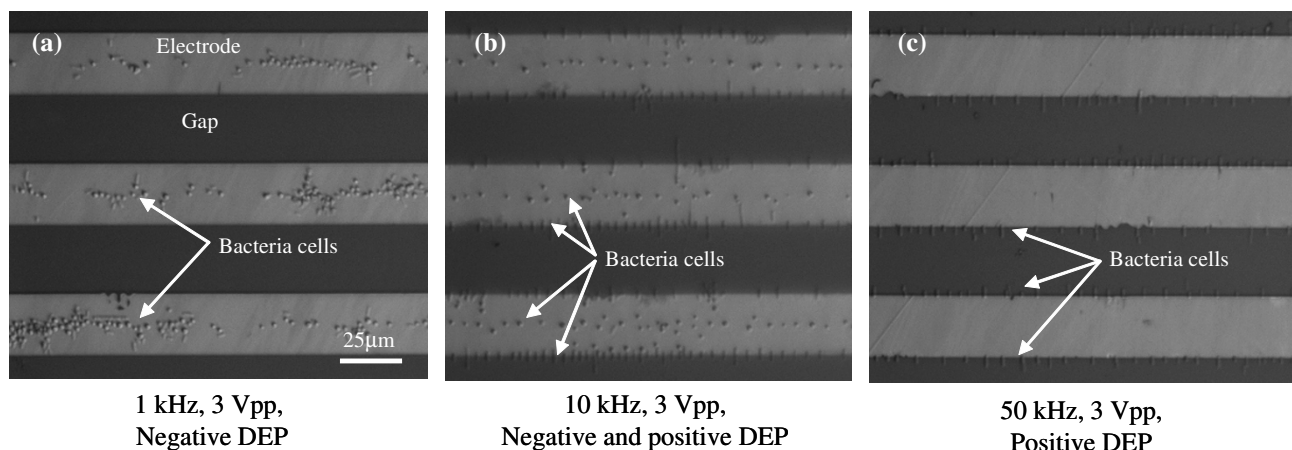 (a)
Electrode
Gap
Bacteria cells
25μm
1 kHz, 3 Vpp,
Negative DEP
(b)
Bacteria cells
10 kHz, 3 Vpp,
Negative and positive DEP
(c)
Bacteria cells
50 kHz, 3 Vpp,
Positive DEP